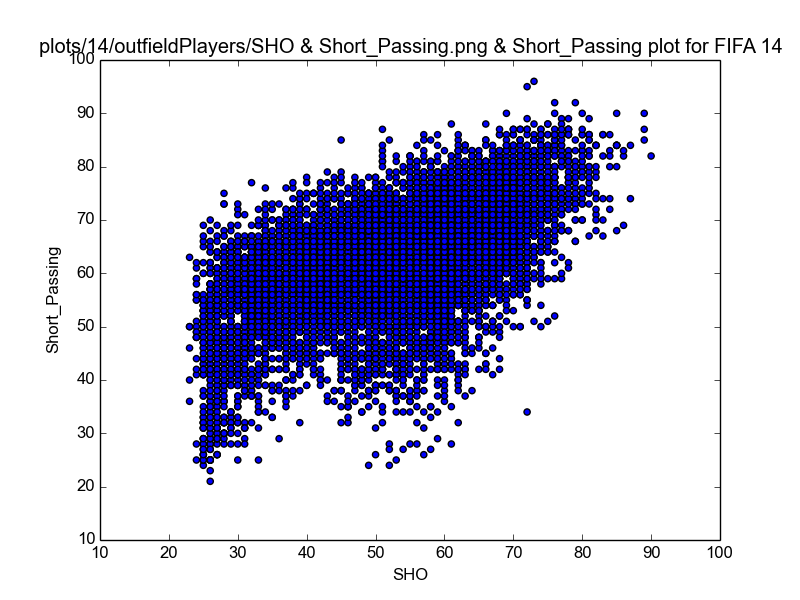 plots/14/outfieldPlayers/SHO & Short_Passing.png & Short_Passing plot for FIFA 14
100
90
80
70
60
50
40
30
20
10
Short_Passing
10 20 30 40 50 60 70 80 90 100
SHO